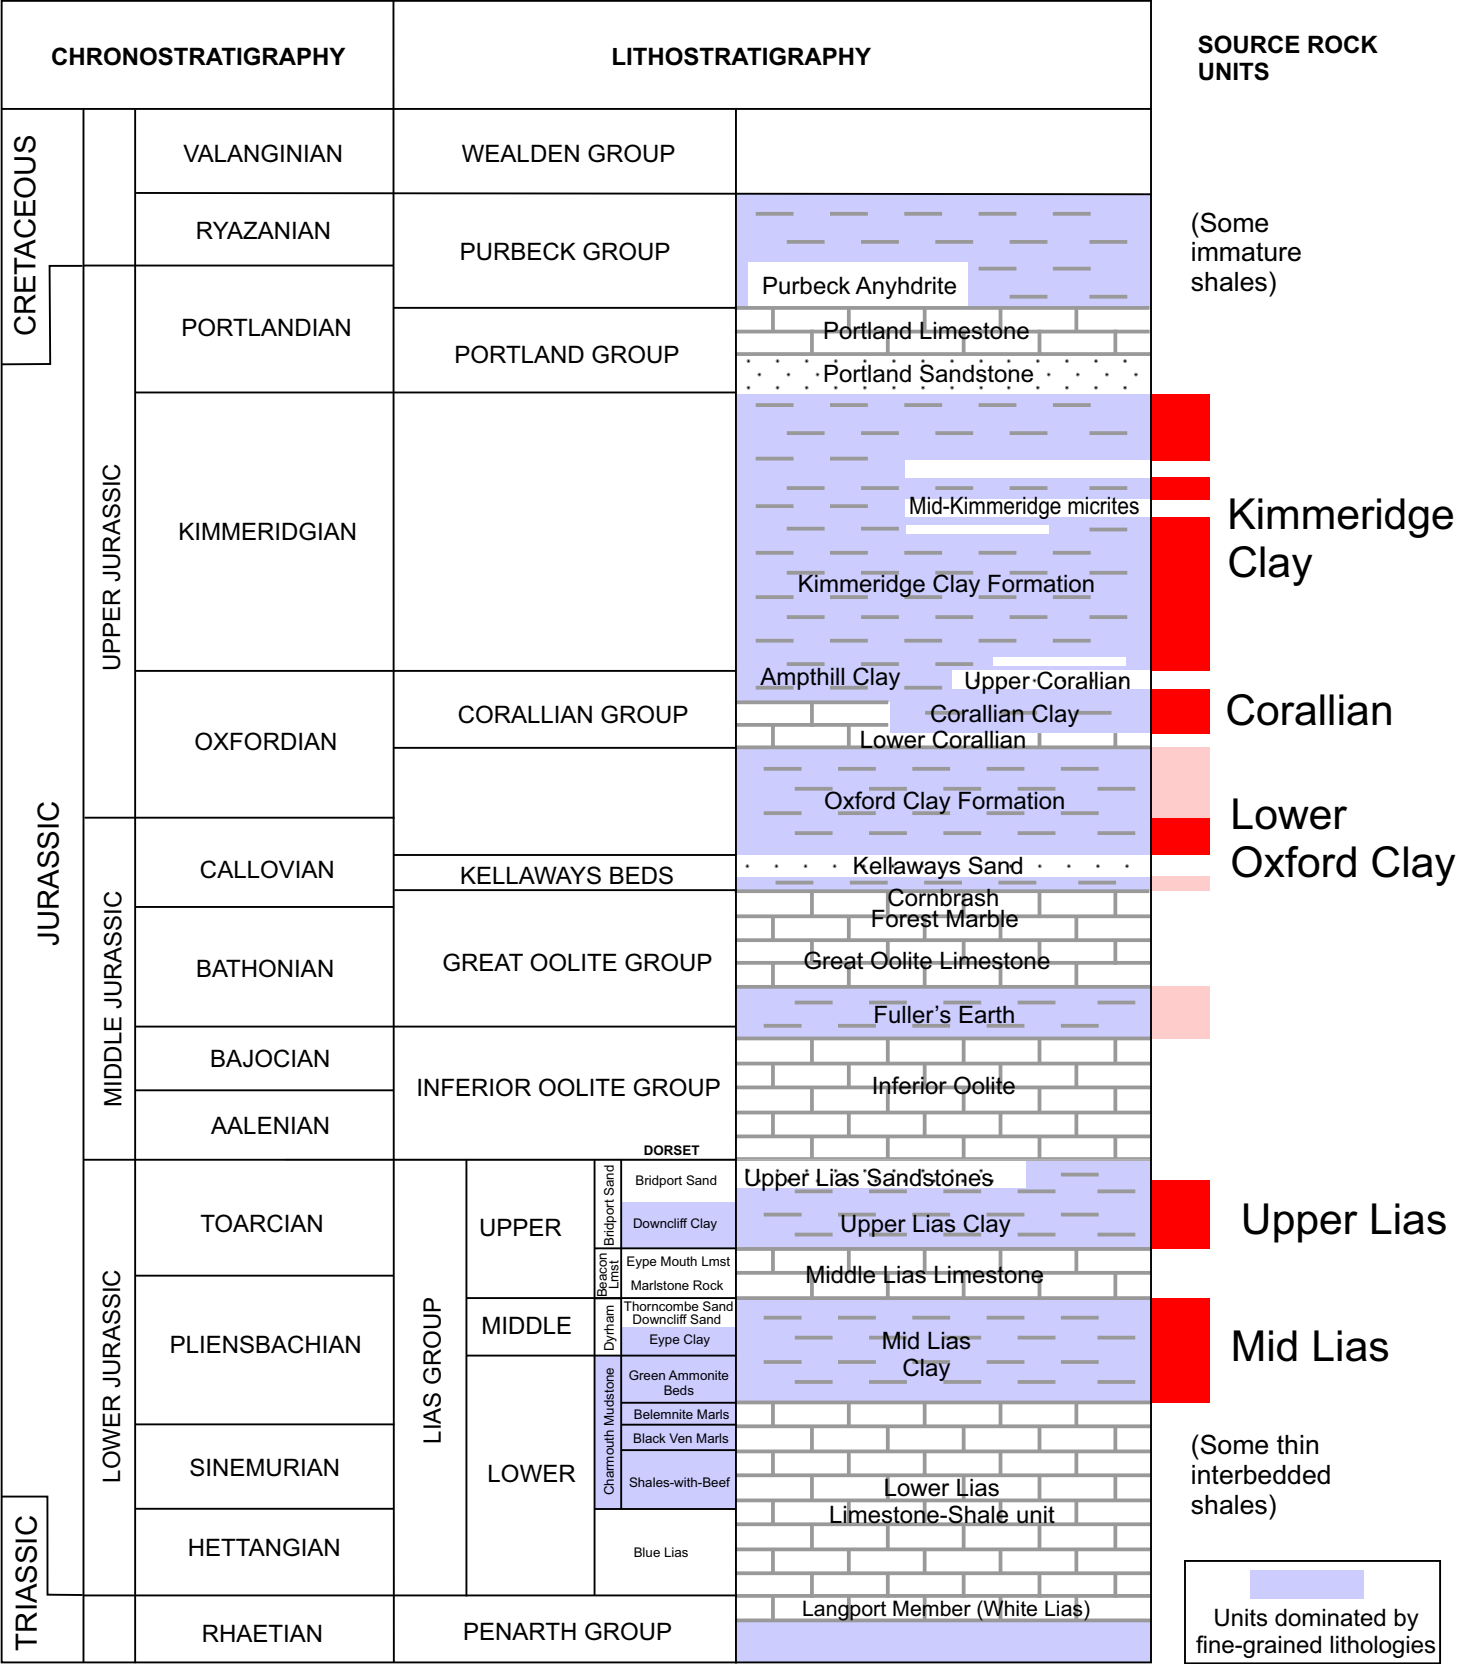 CHRONOSTRATIGRAPHY
LITHOSTRATIGRAPHY
SOURCE ROCK
UNITS
CRETACEOUS
JURASSIC
TRIASSIC
UPPER JURASSIC
MIDDLE JURASSIC
LOWER JURASSIC
VALANGINIAN
RYAZANIAN
PORTLANDIAN
KIMMERIDGIAN
OXFORDIAN
CALLOVIAN
BATHONIAN
BAJOCIAN
AALENIAN
TOARCIAN
PLIENSBACHIAN
SINEMURIAN
HETTANGIAN
RHAETIAN
WEALDEN GROUP
PURBECK GROUP
PORTLAND GROUP
CORALLIAN GROUP
KELLAWAYS BEDS
GREAT OOLITE GROUP
INFERIOR OOLITE GROUP
DORSET
LIAS GROUP
UPPER
MIDDLE
LOWER
PENARTH GROUP
Bridport Sand
Beacon
Lmst
Dyrham
Charmouth Mudstone
Bridport Sand
Downcliff Clay
Eype Mouth Lmst
Marlstone Rock
Thorncombe Sand
Downcliff Sand
Eype Clay
Green Ammonite
Beds
Belemnite Marls
Black Ven Marls
Shales-with-Beef
Blue Lias
Purbeck Anyhdrite
Portland Limestone
Portland Sandstone
Mid-Kimmeridge micrites
Kimmeridge Clay Formation
Ampthill Clay
Upper Corallian
Corallian Clay
Lower Corallian
Oxford Clay Formation
Kellaways Sand
Cornbrash
Forest Marble
Great Oolite Limestone
Fuller's Earth
Inferior Oolite
Upper Lias Sandstones
Upper Lias Clay
Middle Lias Limestone
Mid Lias
Clay
Lower Lias
Limestone-Shale unit
Langport Member (White Lias)
(Some
immature
shales)
Kimmeridge
Clay
Corallian
Lower
Oxford Clay
Upper Lias
Mid Lias
(Some thin
interbedded
shales)
Units dominated by
fine-grained lithologies